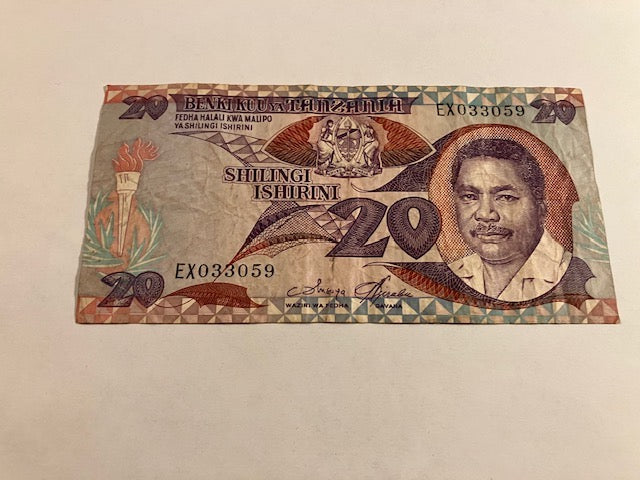 20 BENKI KUU YA TANZANIA EX033059 20
FEDHA HALALI KWA MALIPO
YA SHILINGI ISHIRINI
SHILINGI
ISHIRINI
20
EX033059
20
WAZIRI WA FEDHA GAVANA